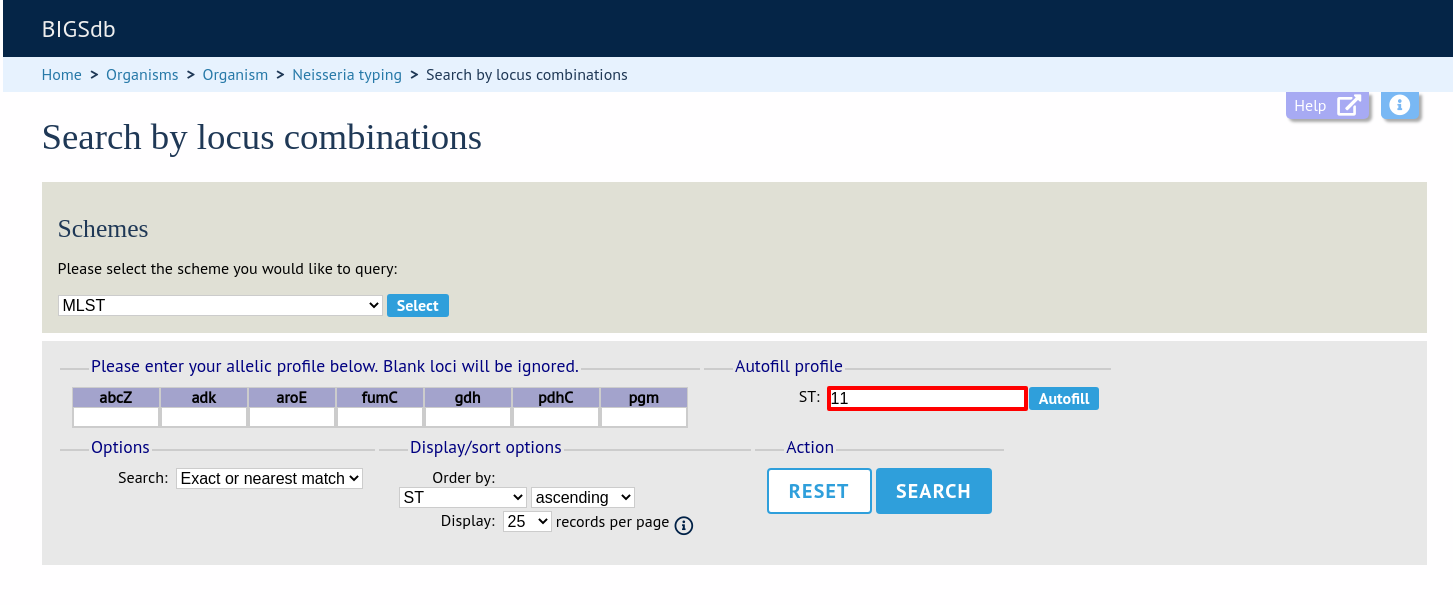 BIGSdb
Home > Organisms > Organism > Neisseria typing > Search by locus combinations
Help
Search by locus combinations
Schemes
Please select the scheme you would like to query:
MLST Select
Please enter your allelic profile below. Blank loci will be ignored.
abcZ adk aroE fumC gdh pdhC pgm
Autofill profile
ST: 11 Autofill
Options
Search: Exact or nearest match
Display/sort options
Order by:
ST ascending
Display: 25 records per page
Action
RESET SEARCH